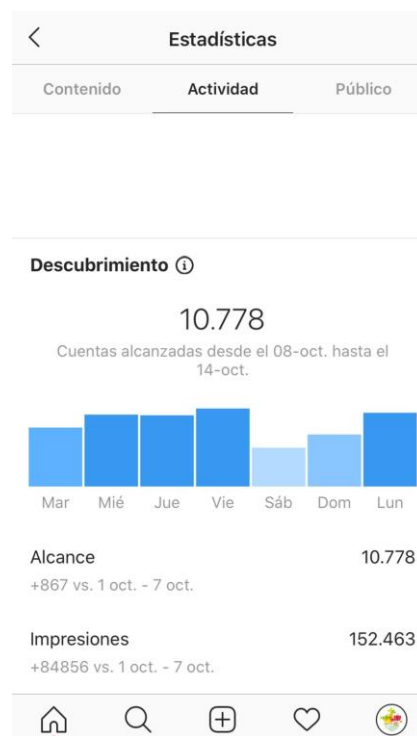 Estadísticas
Contenido Actividad Público
Descubrimiento
10.778
Cuentas alcanzadas desde el 08-oct. hasta el
14-oct.
Mar Mié Jue Vie Sáb Dom Lun
Alcance 10.778
+867 vs. 1 oct. - 7 oct.
Impresiones 152.463
+84856 vs. 1 oct. - 7 oct.